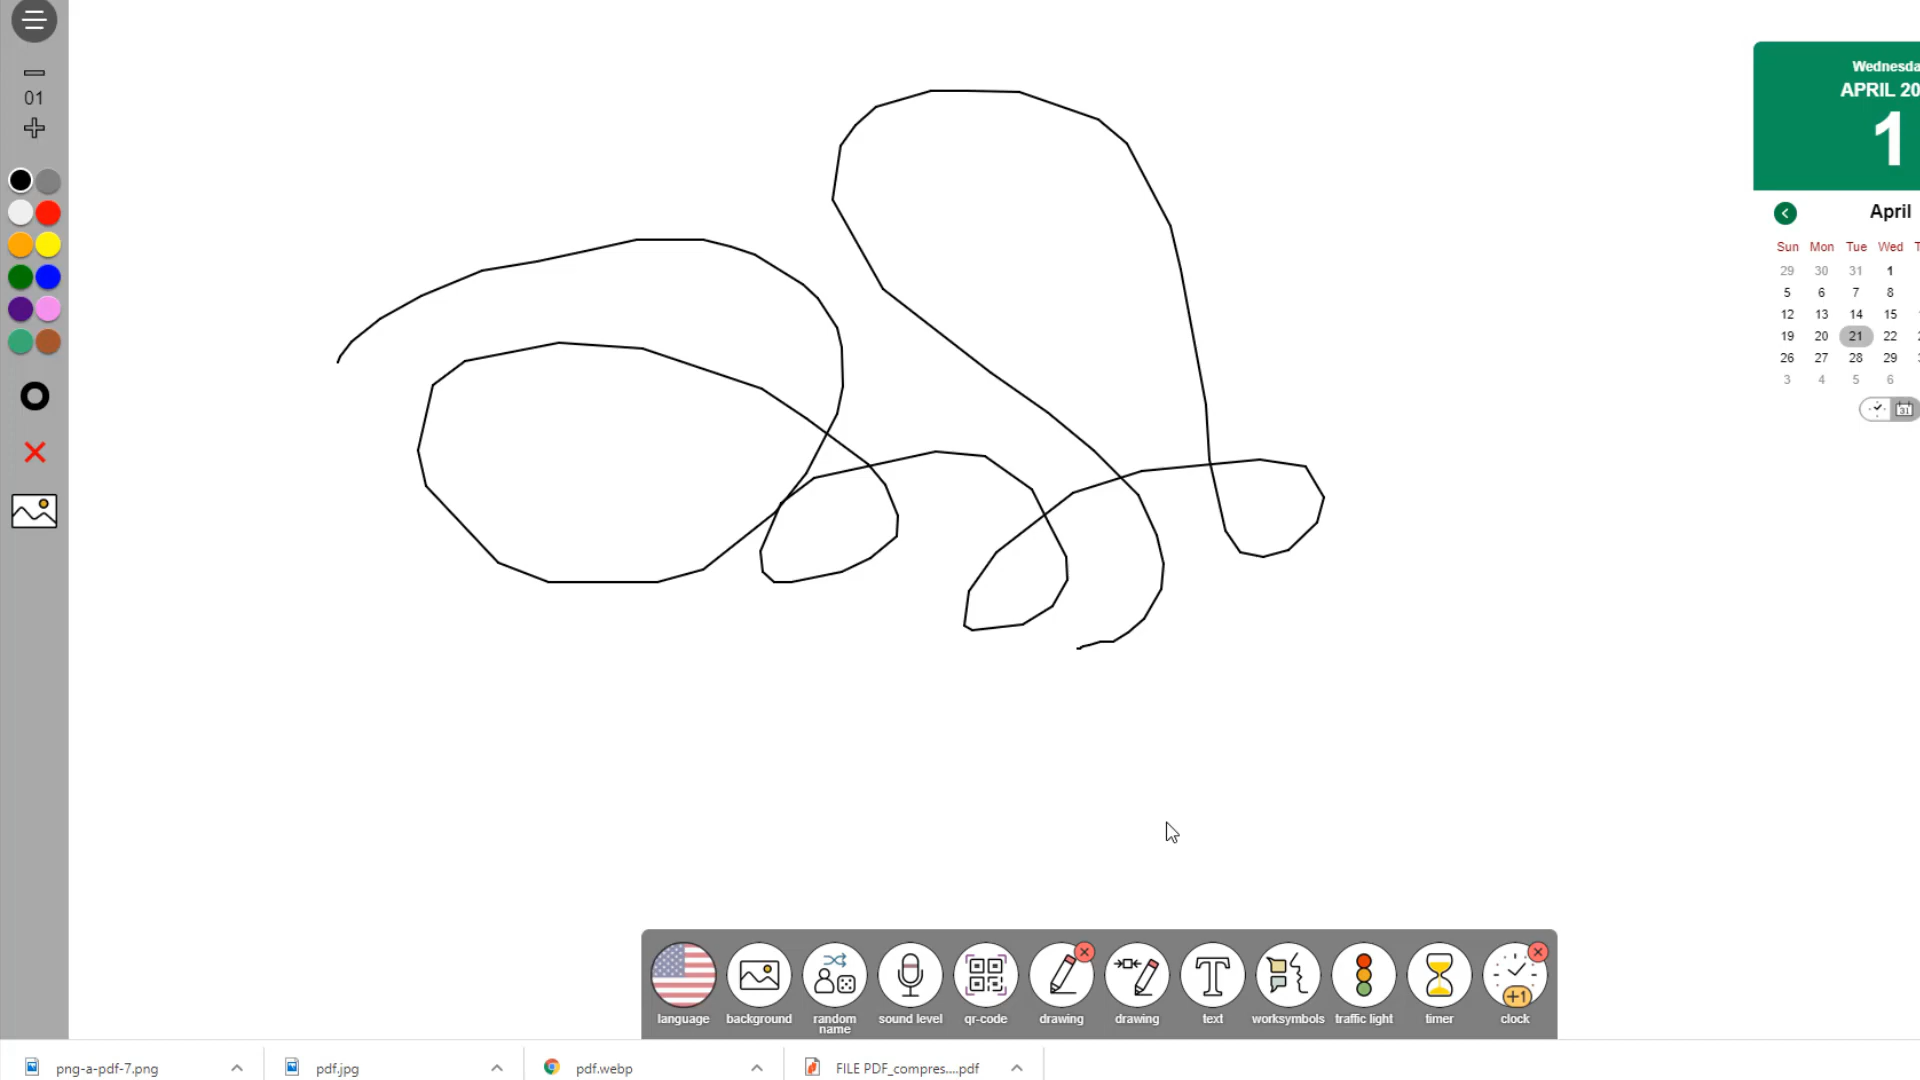 01
Wednesda
APRIL 20
1
April
Sun Mon Tue Wed T
29 30 31 1
5 6 7 8
12 13 14 15
19 20 21 22
26 27 28 29
3 4 5 6
31
+1
language background random name sound level qr-code drawing drawing text worksymbols traffic light timer clock
png-a-pdf-7.png pdf.jpg pdf.webp FILE PDF_compres....pdf